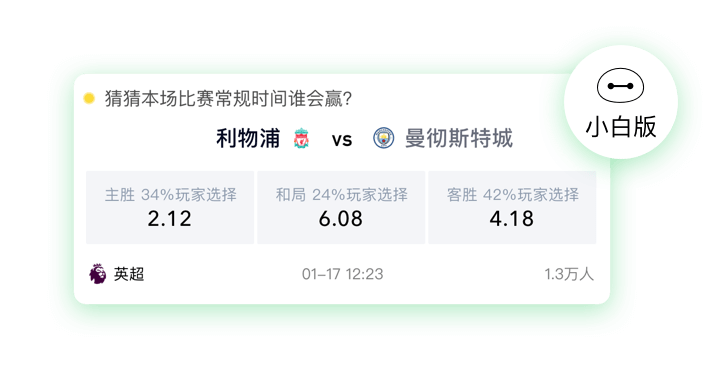 小白版
猜猜本场比赛常规时间谁会赢？
利物浦 vs 曼彻斯特城
主胜 34%玩家选择 和局 24%玩家选择 客胜 42%玩家选择
2.12 6.08 4.18
英超 01-17 12:23 1.3万人